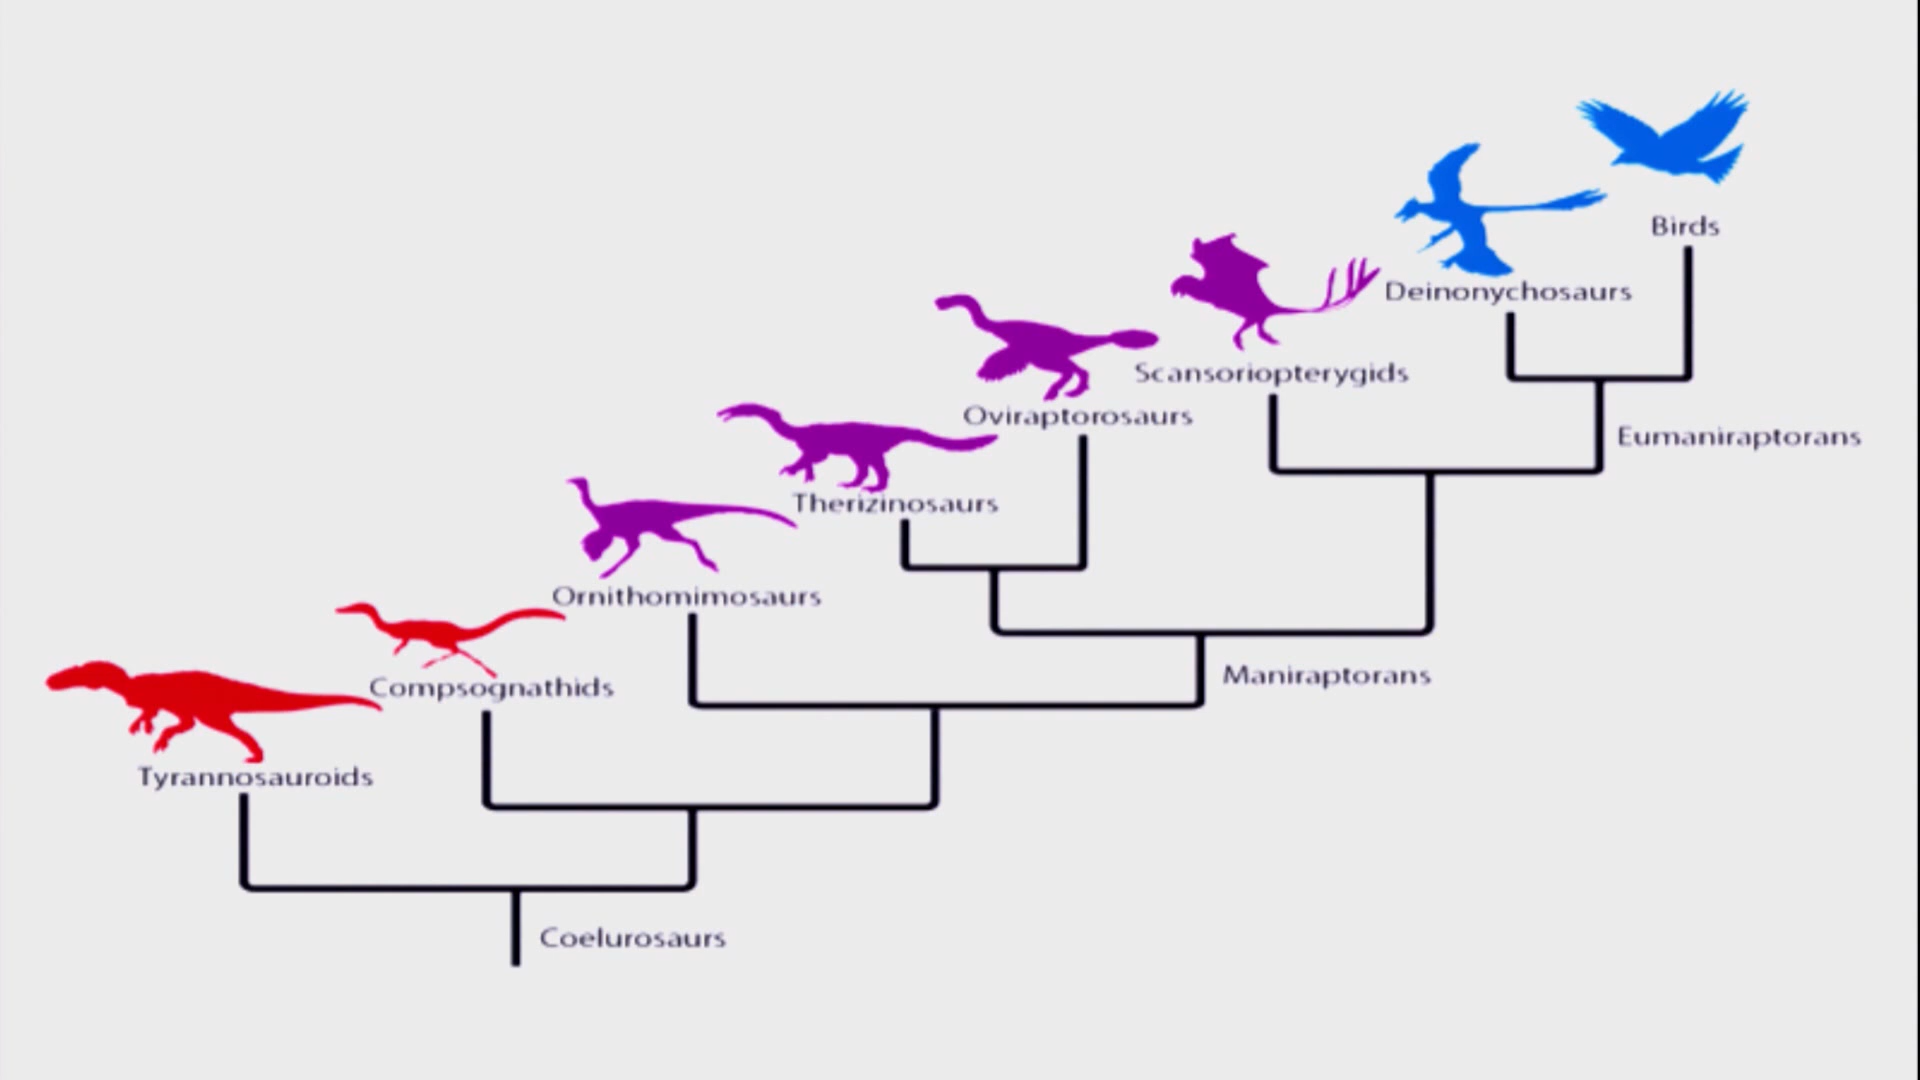 Birds
Deinonychosaurs
Scansoriopterygids
Oviraptorosaurs
Eumaniraptorans
Therizinosaurs
Ornithomimosaurs
Maniraptorans
Compsognathids
Tyrannosauroids
Coelurosaurs